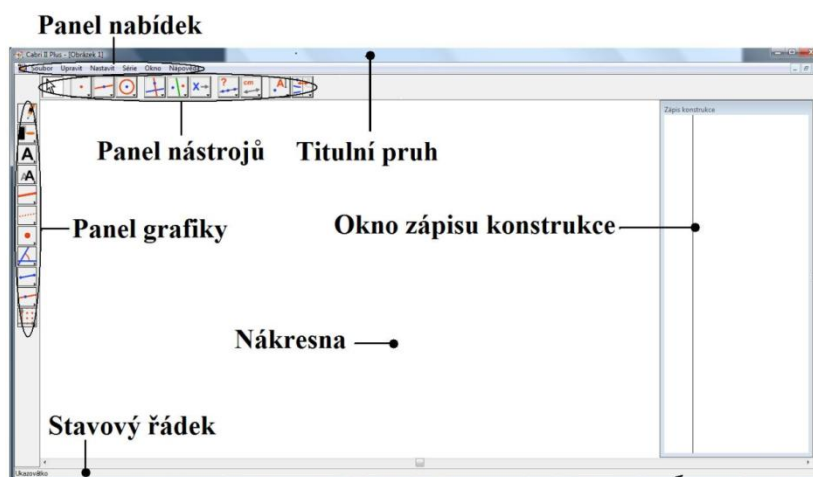 Panel nabídek
Cabri II Plus - [Obrázek 1]
Soubor Upravit Nastavit Série Okno Nápověda
Panel nástrojů
Titulní pruh
Zápis konstrukce
A
AA
Panel grafiky
Okno zápisu konstrukce
Nákresna
Stavový řádek
Ukazovátko